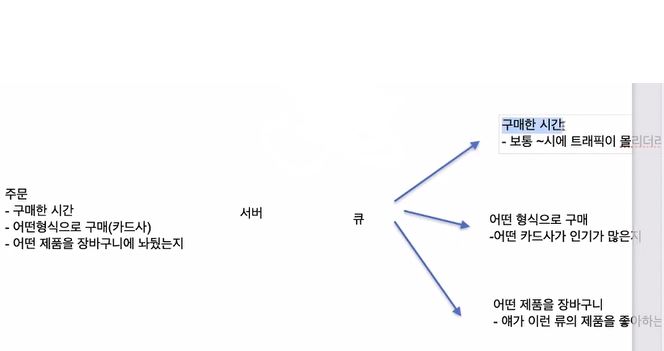 주문
- 구매한 시간
- 어떤형식으로 구매(카드사)
- 어떤 제품을 장바구니에 놔뒀는지
서버
큐
구매한 시간
- 보통 ~시에 트래픽이 몰리더라
어떤 형식으로 구매
-어떤 카드사가 인기가 많은지
어떤 제품을 장바구니
- 얘가 이런 류의 제품을 좋아하는